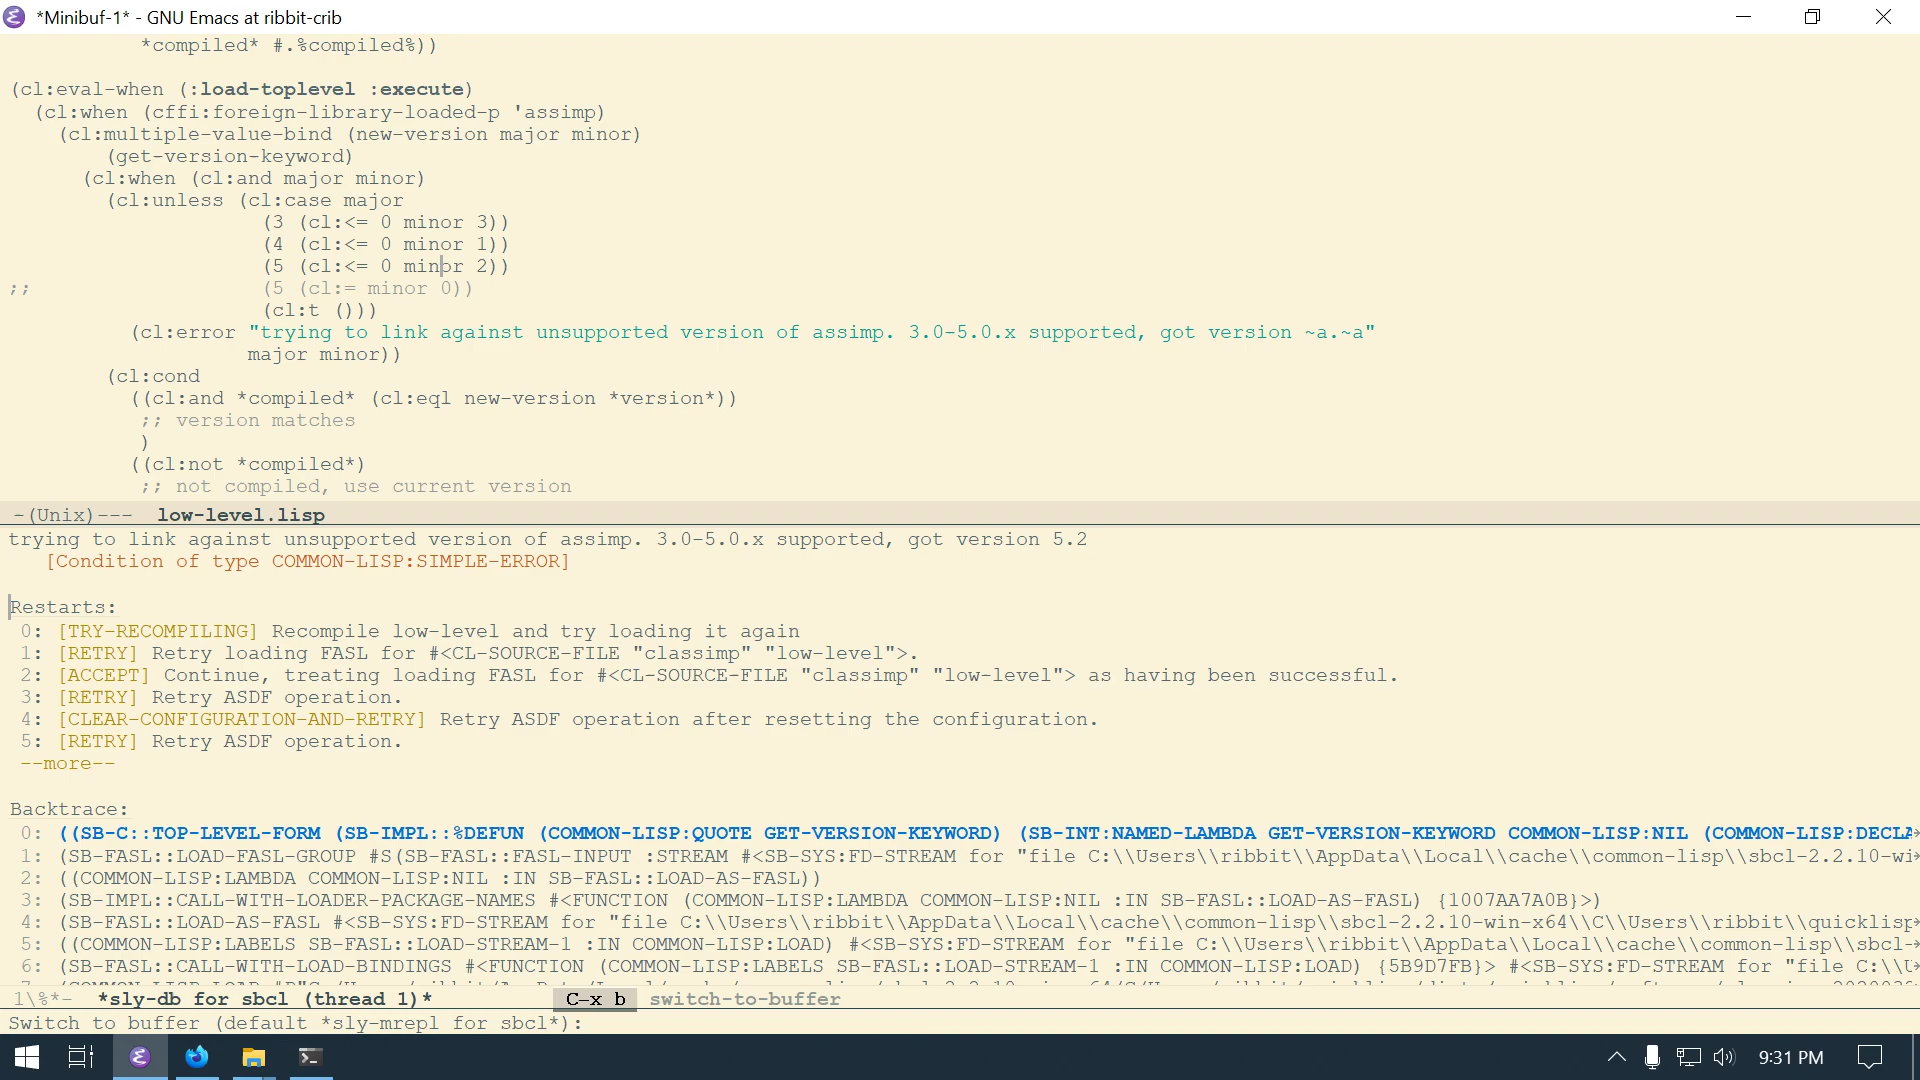 *Minibuf-1* - GNU Emacs at ribbit-crib
*compiled* #.%compiled%))
(cl:eval-when (:load-toplevel :execute)
(cl:when (cffi:foreign-library-loaded-p 'assimp)
(cl:multiple-value-bind (new-version major minor)
(get-version-keyword)
(cl:when (cl:and major minor)
(cl:unless (cl:case major
(3 (cl:<= 0 minor 3))
(4 (cl:<= 0 minor 1))
(5 (cl:<= 0 minor 2))
;; (5 (cl:= minor 0))
(cl:t ()))
(cl:error "trying to link against unsupported version of assimp. 3.0-5.0.x supported, got version ~a.~a"
major minor))
(cl:cond
((cl:and *compiled* (cl:eql new-version *version*))
;; version matches
)
((cl:not *compiled*)
;; not compiled, use current version
-(Unix)--- low-level.lisp
trying to link against unsupported version of assimp. 3.0-5.0.x supported, got version 5.2
[Condition of type COMMON-LISP:SIMPLE-ERROR]
Restarts:
0: [TRY-RECOMPILING] Recompile low-level and try loading it again
1: [RETRY] Retry loading FASL for #<CL-SOURCE-FILE "classimp" "low-level">.
2: [ACCEPT] Continue, treating loading FASL for #<CL-SOURCE-FILE "classimp" "low-level"> as having been successful.
3: [RETRY] Retry ASDF operation.
4: [CLEAR-CONFIGURATION-AND-RETRY] Retry ASDF operation after resetting the configuration.
5: [RETRY] Retry ASDF operation.
--more--
Backtrace:
0: ((SB-C::TOP-LEVEL-FORM (SB-IMPL::%DEFUN (COMMON-LISP:QUOTE GET-VERSION-KEYWORD) (SB-INT:NAMED-LAMBDA GET-VERSION-KEYWORD COMMON-LISP:NIL (COMMON-LISP:DECLA
1: (SB-FASL::LOAD-FASL-GROUP #S(SB-FASL::FASL-INPUT :STREAM #<SB-SYS:FD-STREAM for "file C:\\Users\\ribbit\\AppData\\Local\\cache\\common-lisp\\sbcl-2.2.10-wi
2: ((COMMON-LISP:LAMBDA COMMON-LISP:NIL :IN SB-FASL::LOAD-AS-FASL))
3: (SB-IMPL::CALL-WITH-LOADER-PACKAGE-NAMES #<FUNCTION (COMMON-LISP:LAMBDA COMMON-LISP:NIL :IN SB-FASL::LOAD-AS-FASL) {1007AA7A0B}>)
4: (SB-FASL::LOAD-AS-FASL #<SB-SYS:FD-STREAM for "file C:\\Users\\ribbit\\AppData\\Local\\cache\\common-lisp\\sbcl-2.2.10-win-x64\\C\\Users\\ribbit\\quicklisp
5: ((COMMON-LISP:LABELS SB-FASL::LOAD-STREAM-1 :IN COMMON-LISP:LOAD) #<SB-SYS:FD-STREAM for "file C:\\Users\\ribbit\\AppData\\Local\\cache\\common-lisp\\sbcl-
6: (SB-FASL::CALL-WITH-LOAD-BINDINGS #<FUNCTION (COMMON-LISP:LABELS SB-FASL::LOAD-STREAM-1 :IN COMMON-LISP:LOAD) {5B9D7FB}> #<SB-SYS:FD-STREAM for "file C:\\U
1\%*- *sly-db for sbcl (thread 1)* C-x b switch-to-buffer
Switch to buffer (default *sly-mrepl for sbcl*):
9:31 PM